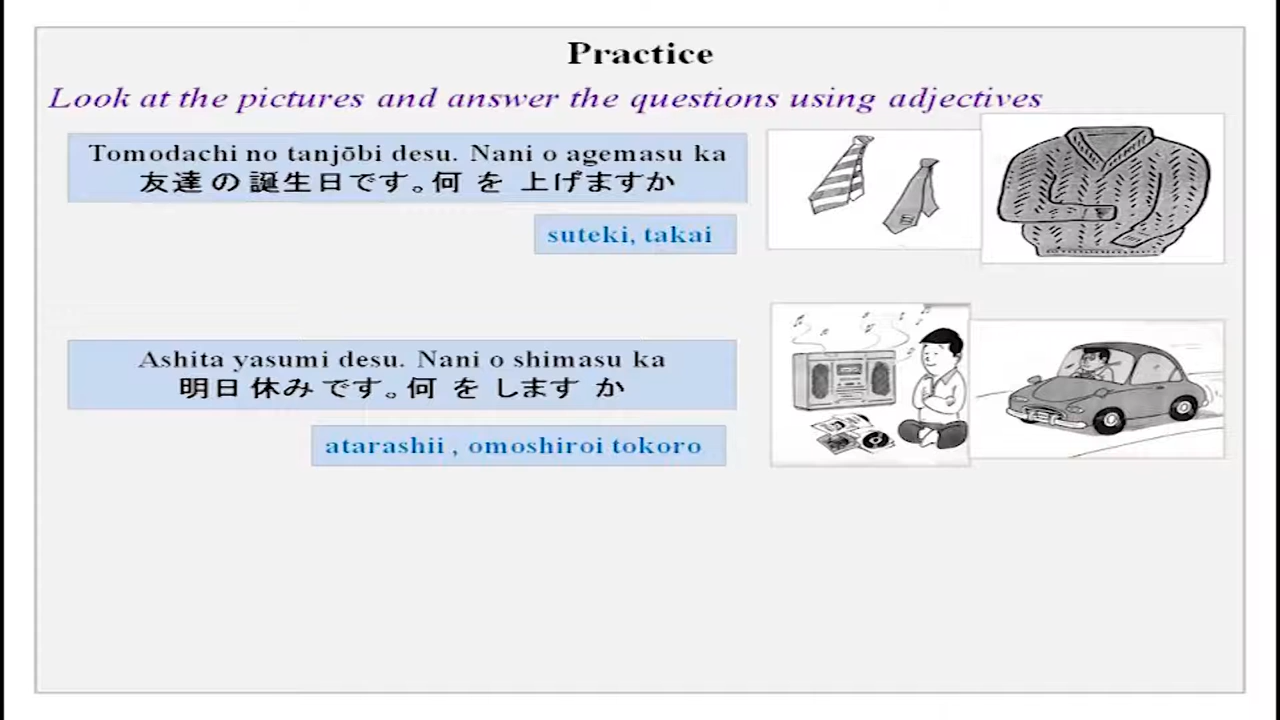 Practice
Look at the pictures and answer the questions using adjectives
Tomodachi no tanjōbi desu. Nani o agemasu ka
友達 の 誕生日です。何 を 上げますか
suteki, takai
Ashita yasumi desu. Nani o shimasu ka
明日 休み です。何 を します か
atarashii , omoshiroi tokoro